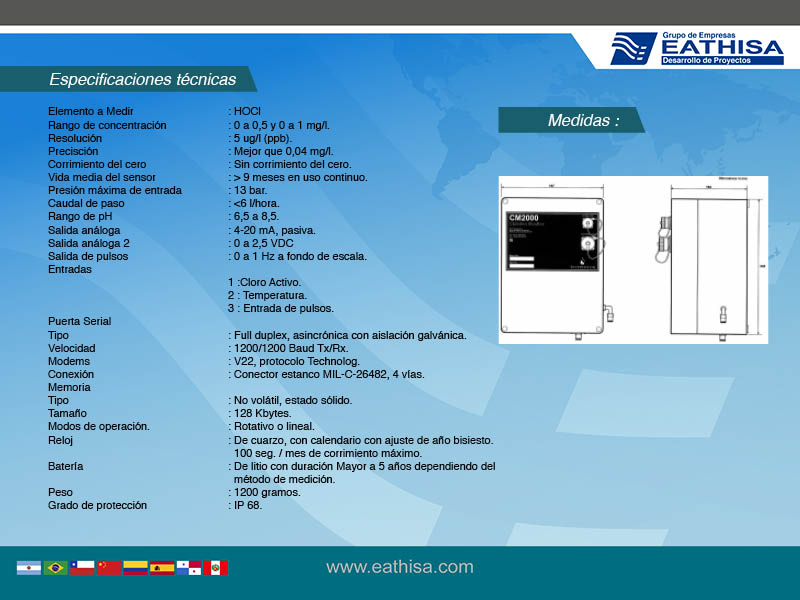 Grupo de Empresas
EATHISA
Desarrollo de Proyectos
Especificaciones técnicas
Elemento a Medir : HOCl
Rango de concentración : 0 a 0,5 y 0 a 1 mg/l.
Resolución : 5 ug/l (ppb).
Precisción : Mejor que 0,04 mg/l.
Corrimiento del cero : Sin corrimiento del cero.
Vida media del sensor : > 9 meses en uso continuo.
Presión máxima de entrada : 13 bar.
Caudal de paso : <6 l/hora.
Rango de pH : 6,5 a 8,5.
Salida análoga : 4-20 mA, pasiva.
Salida análoga 2 : 0 a 2,5 VDC
Salida de pulsos : 0 a 1 Hz a fondo de escala.
Entradas
1 :Cloro Activo.
2 : Temperatura.
3 : Entrada de pulsos.
Puerta Serial
Tipo : Full duplex, asincrónica con aislación galvánica.
Velocidad : 1200/1200 Baud Tx/Rx.
Modems : V22, protocolo Technolog.
Conexión : Conector estanco MIL-C-26482, 4 vías.
Memoria
Tipo : No volátil, estado sólido.
Tamaño : 128 Kbytes.
Modos de operación. : Rotativo o lineal.
Reloj : De cuarzo, con calendario con ajuste de año bisiesto.
100 seg. / mes de corrimiento máximo.
Batería : De litio con duración Mayor a 5 años dependiendo del
método de medición.
Peso : 1200 gramos.
Grado de protección : IP 68.
Medidas :
CM2000
www.eathisa.com